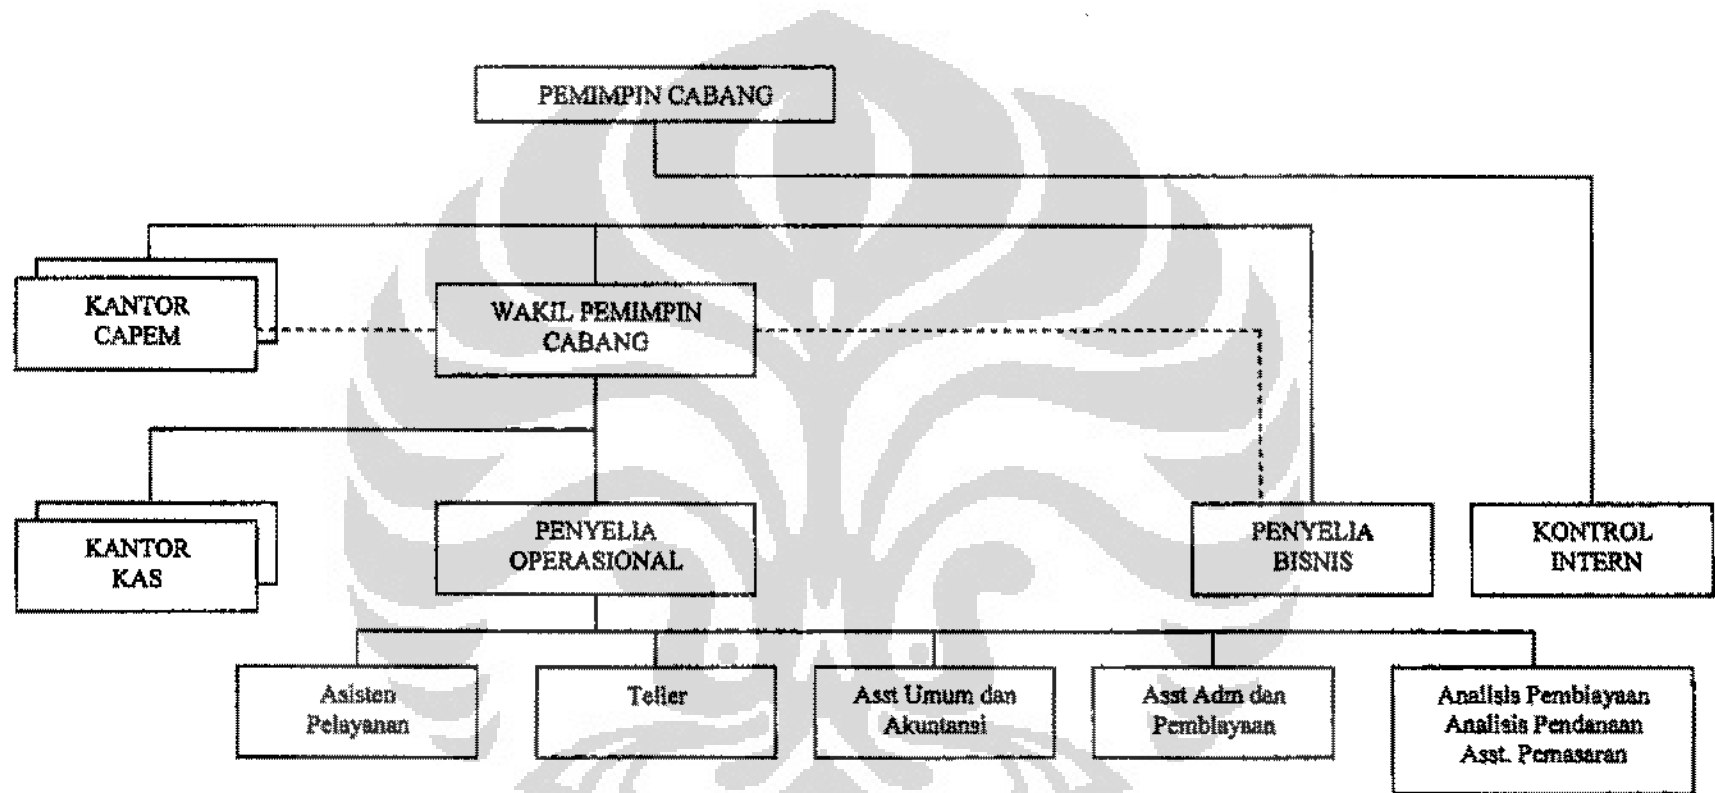 PEMIMPIN CABANG
KANTOR
CAPEM
WAKIL PEMIMPIN
CABANG
KANTOR
KAS
PENYELIA
OPERASIONAL
PENYELIA
BISNIS
KONTROL
INTERN
Asisten
Pelayanan
Teller
Asst Umum dan
Akuntansi
Asst Adm dan
Pembiayaan
Analisis Pembiayaan
Analisis Pendanaan
Asst. Pemasaran